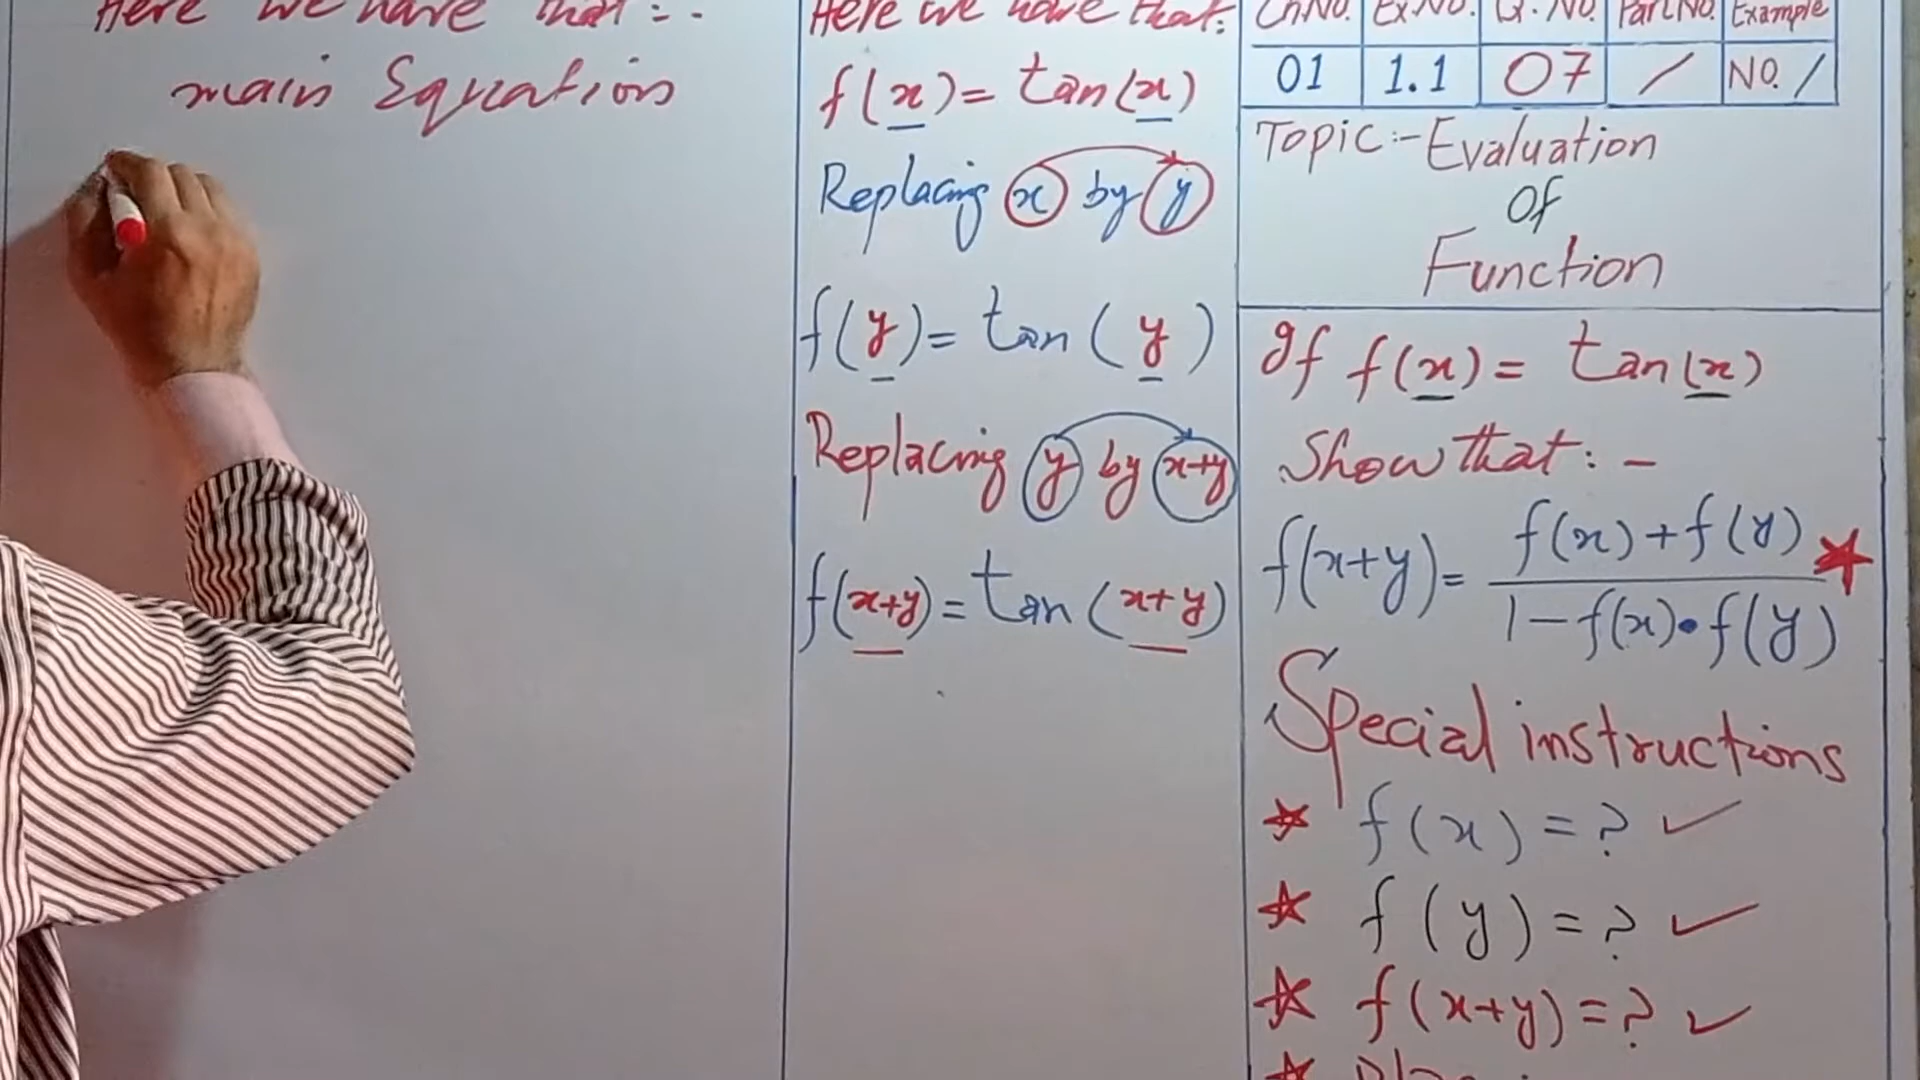 Here we have that:-
main Equation
Here we have that:
f(x)= tan(x)
Replacing x by y
f(y)= tan(y)
Replacing y by x+y
f(x+y)= tan(x+y)
Ch NO. Ex.NO. Q. NO. Part NO. Example
01 1.1 07 / NO. /
Topic:- Evaluation
Of
Function
If f(x)= tan(x)
Show that:-
f(x+y)= f(x)+f(y) ★
1-f(x)•f(y)
Special instructions
★ f(x)=? ✓
★ f(y)=? ✓
★ f(x+y)=? ✓
★